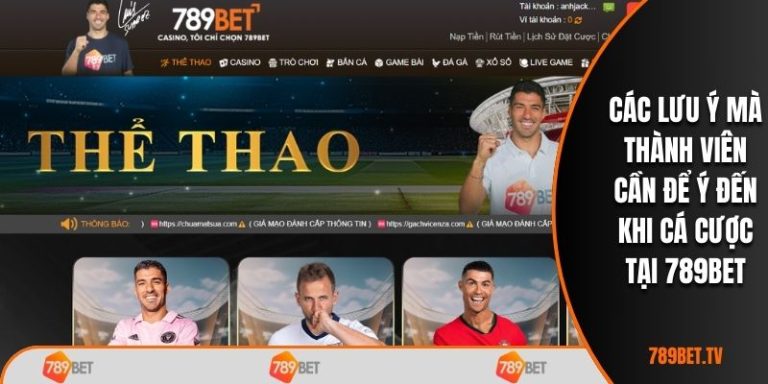 789BET
CASINO, TÔI CHỈ CHỌN 789BET
Tài khoản : anhjack...
Ví tài khoản : 0
Nạp Tiền | Rút Tiền | Lịch Sử Đặt Cược |
THỂ THAO CASINO TRÒ CHƠI BẮN CÁ GAME BÀI ĐÁ GÀ XỔ SỐ LIVE GAME
THỂ THAO
789BET
THÔNG BÁO: ) https://chuamatsua.com ( GIẢ MẠO ĐÁNH CẮP THÔNG TIN ) https://gachvicenza.com ( GIẢ MẠO ĐÁNH CẮP
789BET
789BET
789BET
CÁC LƯU Ý MÀ
THÀNH VIÊN
CẦN ĐỂ Ý ĐẾN
KHI CÁ CƯỢC
TẠI 789BET
789BET.TV